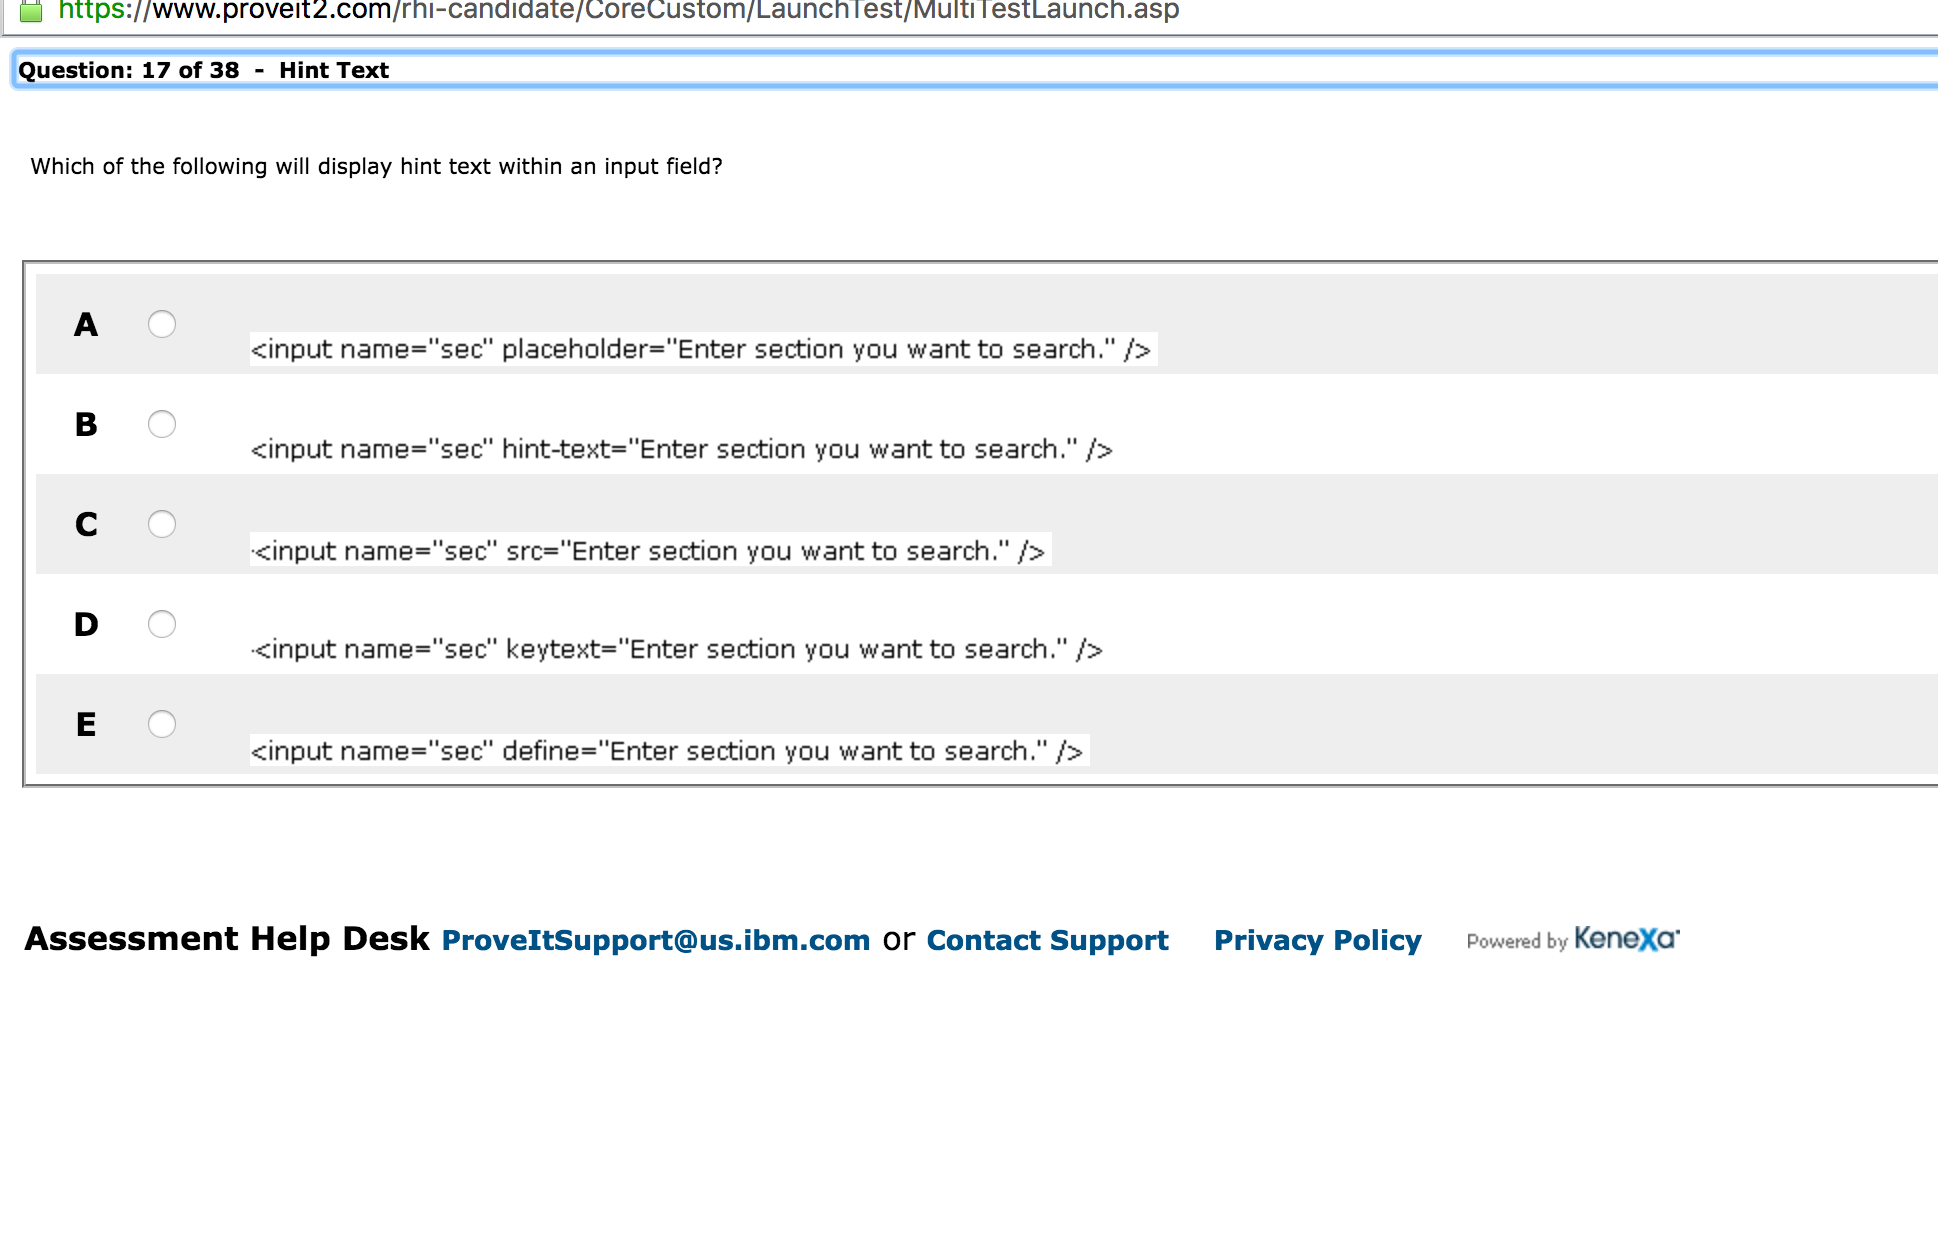 https://www.proveit2.com/rhi-candidate/CoreCustom/LaunchTest/MultiTestLaunch.asp
Question: 17 of 38 - Hint Text
Which of the following will display hint text within an input field?
A
<input name="sec" placeholder="Enter section you want to search." />
B
<input name="sec" hint-text="Enter section you want to search." />
C
<input name="sec" src="Enter section you want to search." />
D
<input name="sec" keytext="Enter section you want to search." />
E
<input name="sec" define="Enter section you want to search." />
Assessment Help Desk ProveItSupport@us.ibm.com or Contact Support Privacy Policy Powered by Kenexa